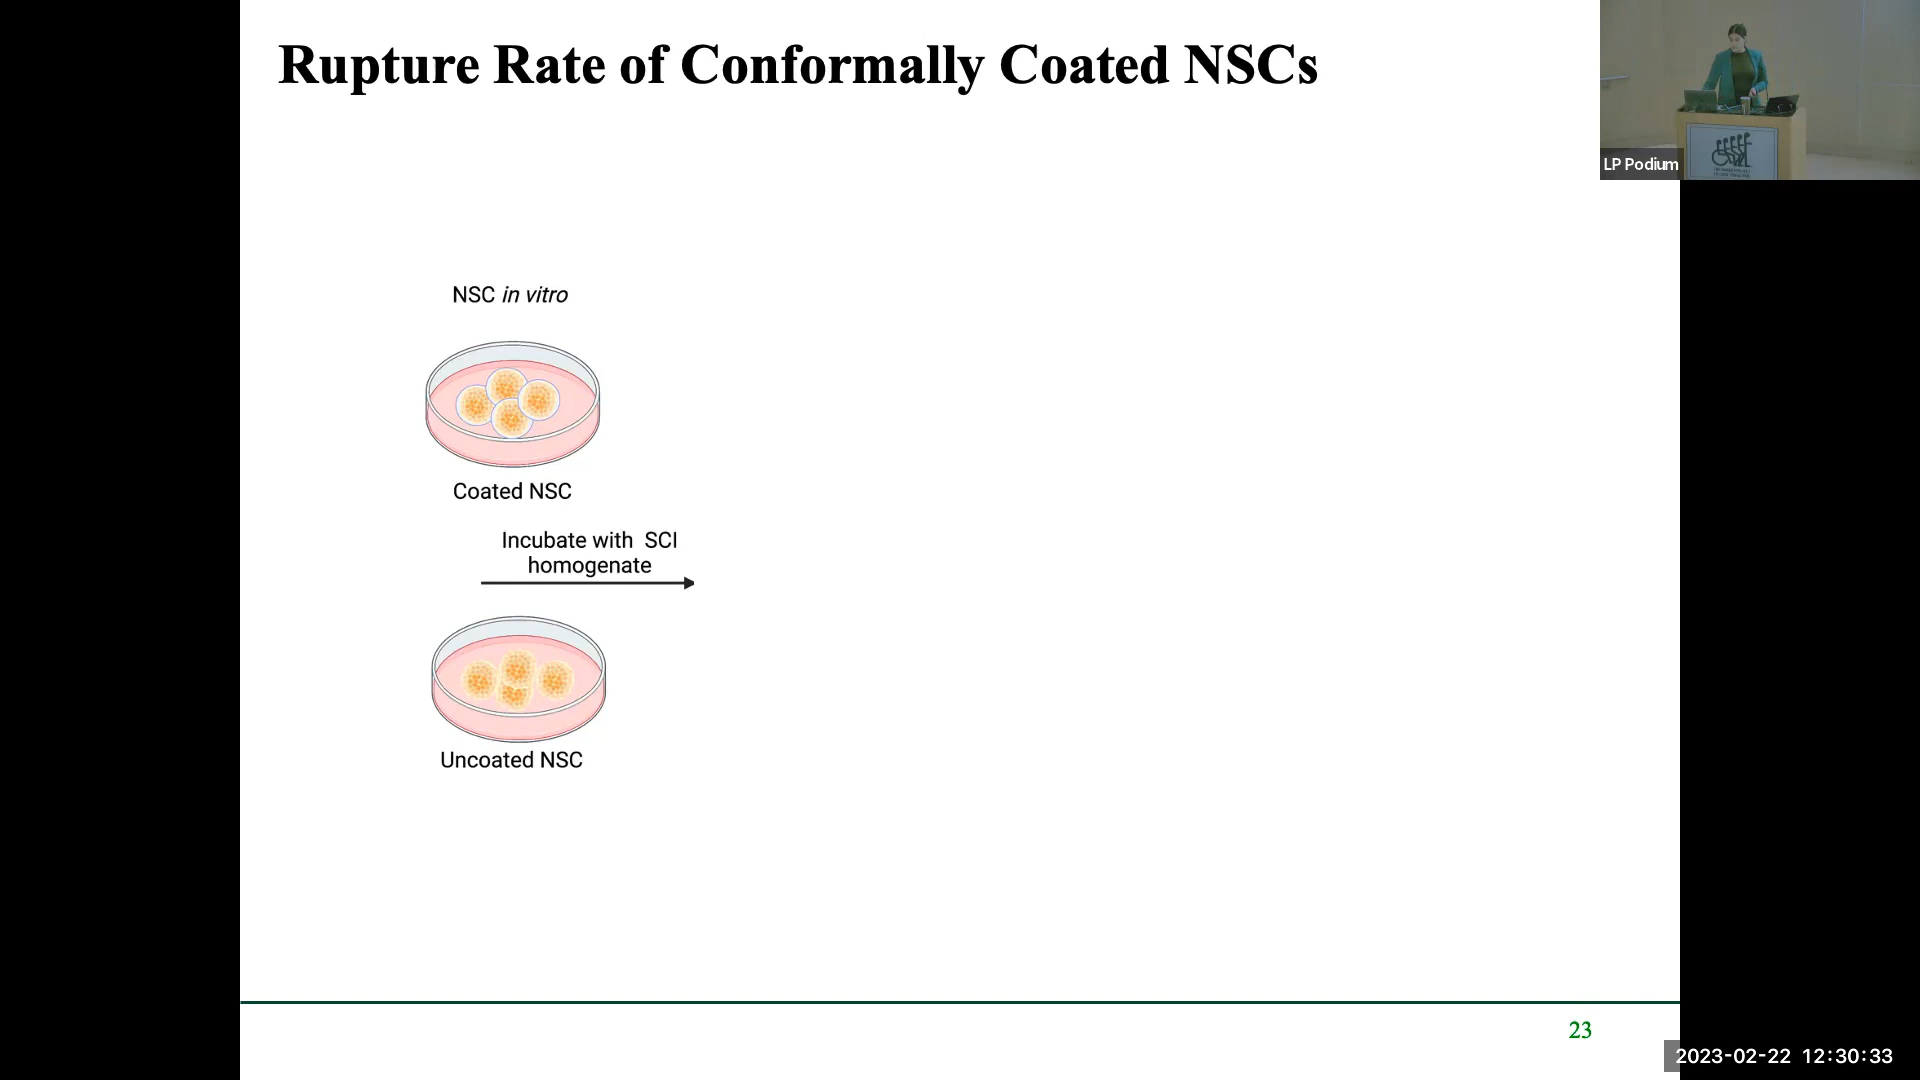 Rupture Rate of Conformally Coated NSCs
LP Podium
NSC in vitro
Coated NSC
Incubate with SCI
homogenate
Uncoated NSC
23
2023-02-22 12:30:33